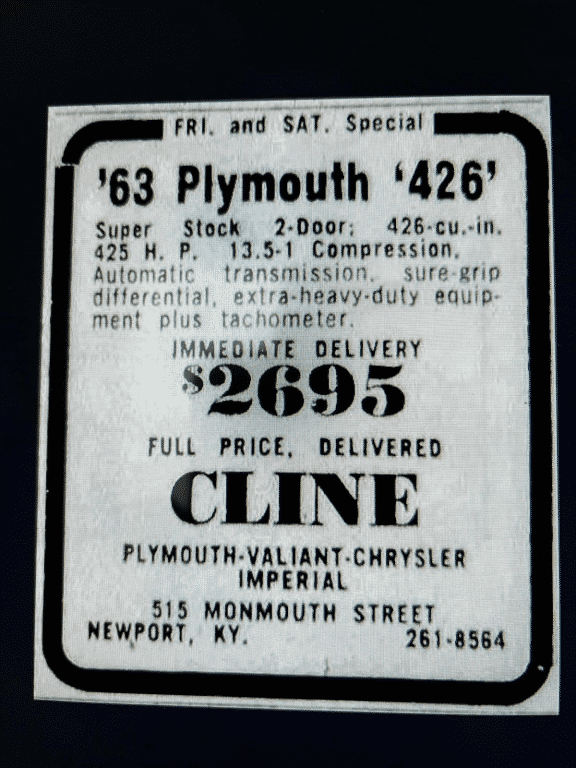 FRI. and SAT. Special
'63 Plymouth '426'
Super Stock 2-Door; 426-cu.-in.
425 H. P. 13.5-1 Compression.
Automatic transmission, sure-grip
differential, extra-heavy-duty equip-
ment plus tachometer.
IMMEDIATE DELIVERY
$2695
FULL PRICE, DELIVERED
CLINE
PLYMOUTH-VALIANT-CHRYSLER
IMPERIAL
515 MONMOUTH STREET
NEWPORT, KY. 261-8564